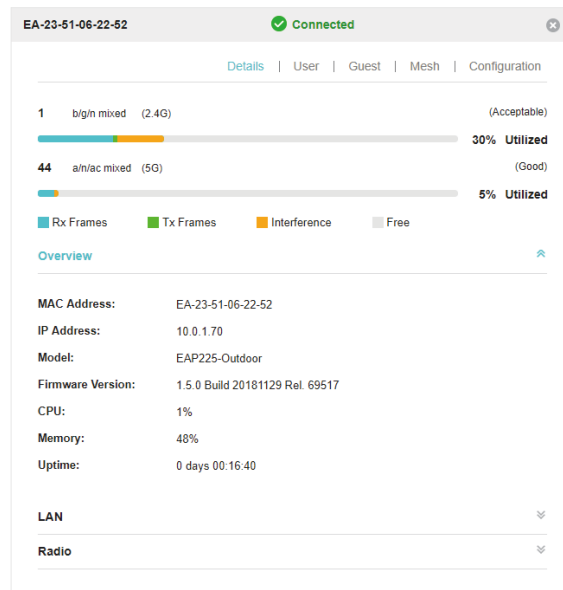 EA-23-51-06-22-52 Connected
Details | User | Guest | Mesh | Configuration
1 b/g/n mixed (2.4G) (Acceptable)
30% Utilized
44 a/n/ac mixed (5G) (Good)
5% Utilized
Rx Frames Tx Frames Interference Free
Overview
MAC Address: EA-23-51-06-22-52
IP Address: 10.0.1.70
Model: EAP225-Outdoor
Firmware Version: 1.5.0 Build 20181129 Rel. 69517
CPU: 1%
Memory: 48%
Uptime: 0 days 00:16:40
LAN
Radio